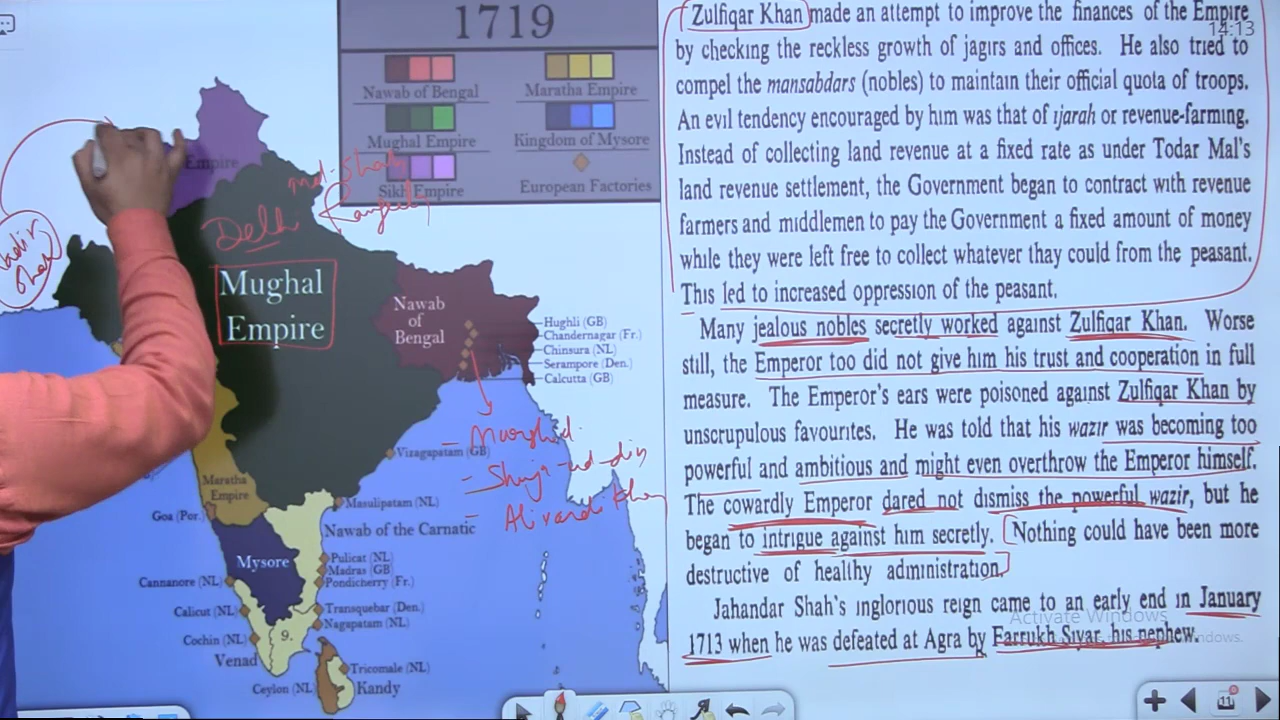 1719
Nawab of Bengal
Maratha Empire
Mughal Empire
Kingdom of Mysore
Sikh Empire
European Factories
Empire
Delhi
Md. Shah
Nadir
Shah
Mughal
Empire
Nawab
of
Bengal
Hughli (GB)
Chandernagar (Fr.)
Chinsura (NL)
Serampore (Den.)
Calcutta (GB)
- Murshid
Vizagapatam (GB)
- Shuja-ud-din
- Alivardi Khan
Maratha
Empire
Goa (Por.)
Masulipatam (NL)
Nawab of the Carnatic
Mysore
Pulicat (NL)
Madras (GB)
Pondicherry (Fr.)
Cannanore (NL)
Calicut (NL)
Transquebar (Den.)
Nagapatam (NL)
Cochin (NL)
9.
Venad
Tricomale (NL)
Ceylon (NL)
Kandy
14:13
Zulfiqar Khan made an attempt to improve the finances of the Empire
by checking the reckless growth of jagirs and offices. He also tried to
compel the mansabdars (nobles) to maintain their official quota of troops.
An evil tendency encouraged by him was that of ijarah or revenue-farming.
Instead of collecting land revenue at a fixed rate as under Todar Mal's
land revenue settlement, the Government began to contract with revenue
farmers and middlemen to pay the Government a fixed amount of money
while they were left free to collect whatever thay could from the peasant.
This led to increased oppression of the peasant.
Many jealous nobles secretly worked against Zulfiqar Khan. Worse
still, the Emperor too did not give him his trust and cooperation in full
measure. The Emperor's ears were poisoned against Zulfiqar Khan by
unscrupulous favourites. He was told that his wazir was becoming too
powerful and ambitious and might even overthrow the Emperor himself.
The cowardly Emperor dared not dismiss the powerful wazir, but he
began to intrigue against him secretly. Nothing could have been more
destructive of healthy administration.
Jahandar Shah's inglorious reign came to an early end in January
1713 when he was defeated at Agra by Farrukh Siyar, his nephew.
Activate Windows
11